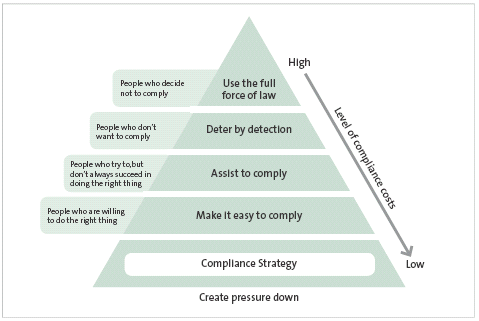 High
People who decide
not to comply
Use the full
force of law
People who don't
want to comply
Deter by detection
Level of compliance costs
People who try to, but
don't always succeed in
doing the right thing
Assist to comply
People who are willing
to do the right thing
Make it easy to comply
Compliance Strategy
Low
Create pressure down